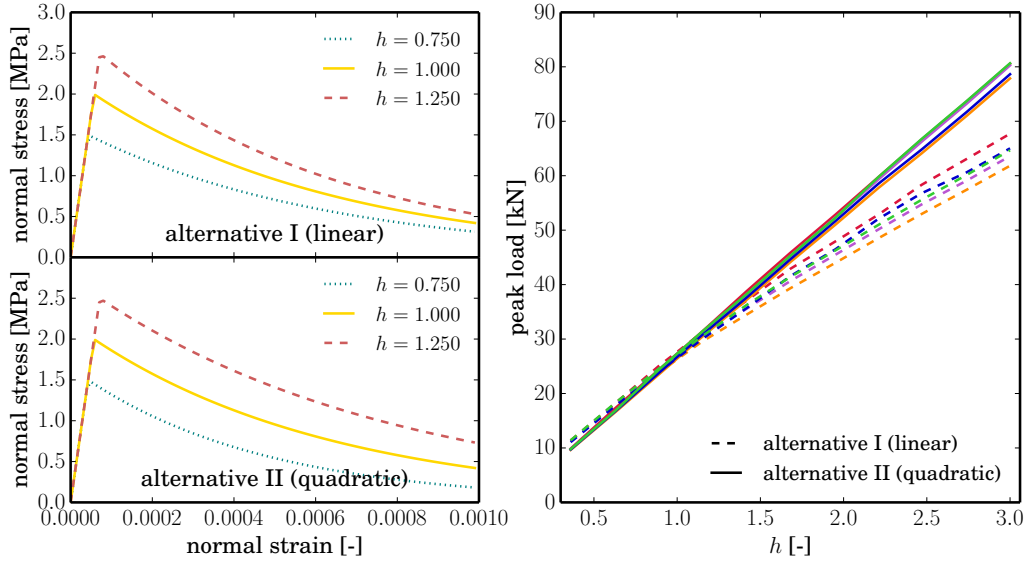 3.0
2.5
2.0
1.5
1.0
0.5
0.0
normal stress [MPa]
h = 0.750
h = 1.000
h = 1.250
alternative I (linear)
3.0
2.5
2.0
1.5
1.0
0.5
0.0
normal stress [MPa]
h = 0.750
h = 1.000
h = 1.250
alternative II (quadratic)
0.0000 0.0002 0.0004 0.0006 0.0008 0.0010
normal strain [-]
90
80
70
60
50
40
30
20
10
0
peak load [kN]
alternative I (linear)
alternative II (quadratic)
0.5 1.0 1.5 2.0 2.5 3.0
h [-]